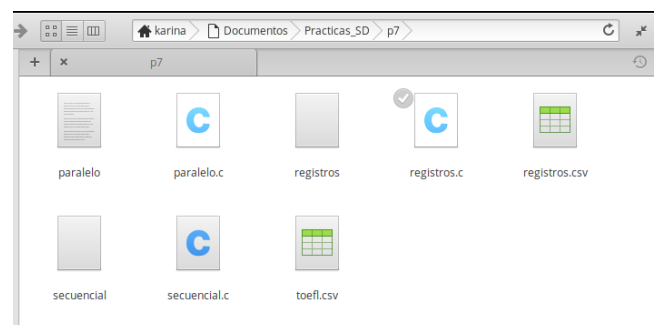 karina Documentos Practicas_SD p7
p7
paralelo paralelo.c registros registros.c registros.csv
secuencial secuencial.c toefl.csv